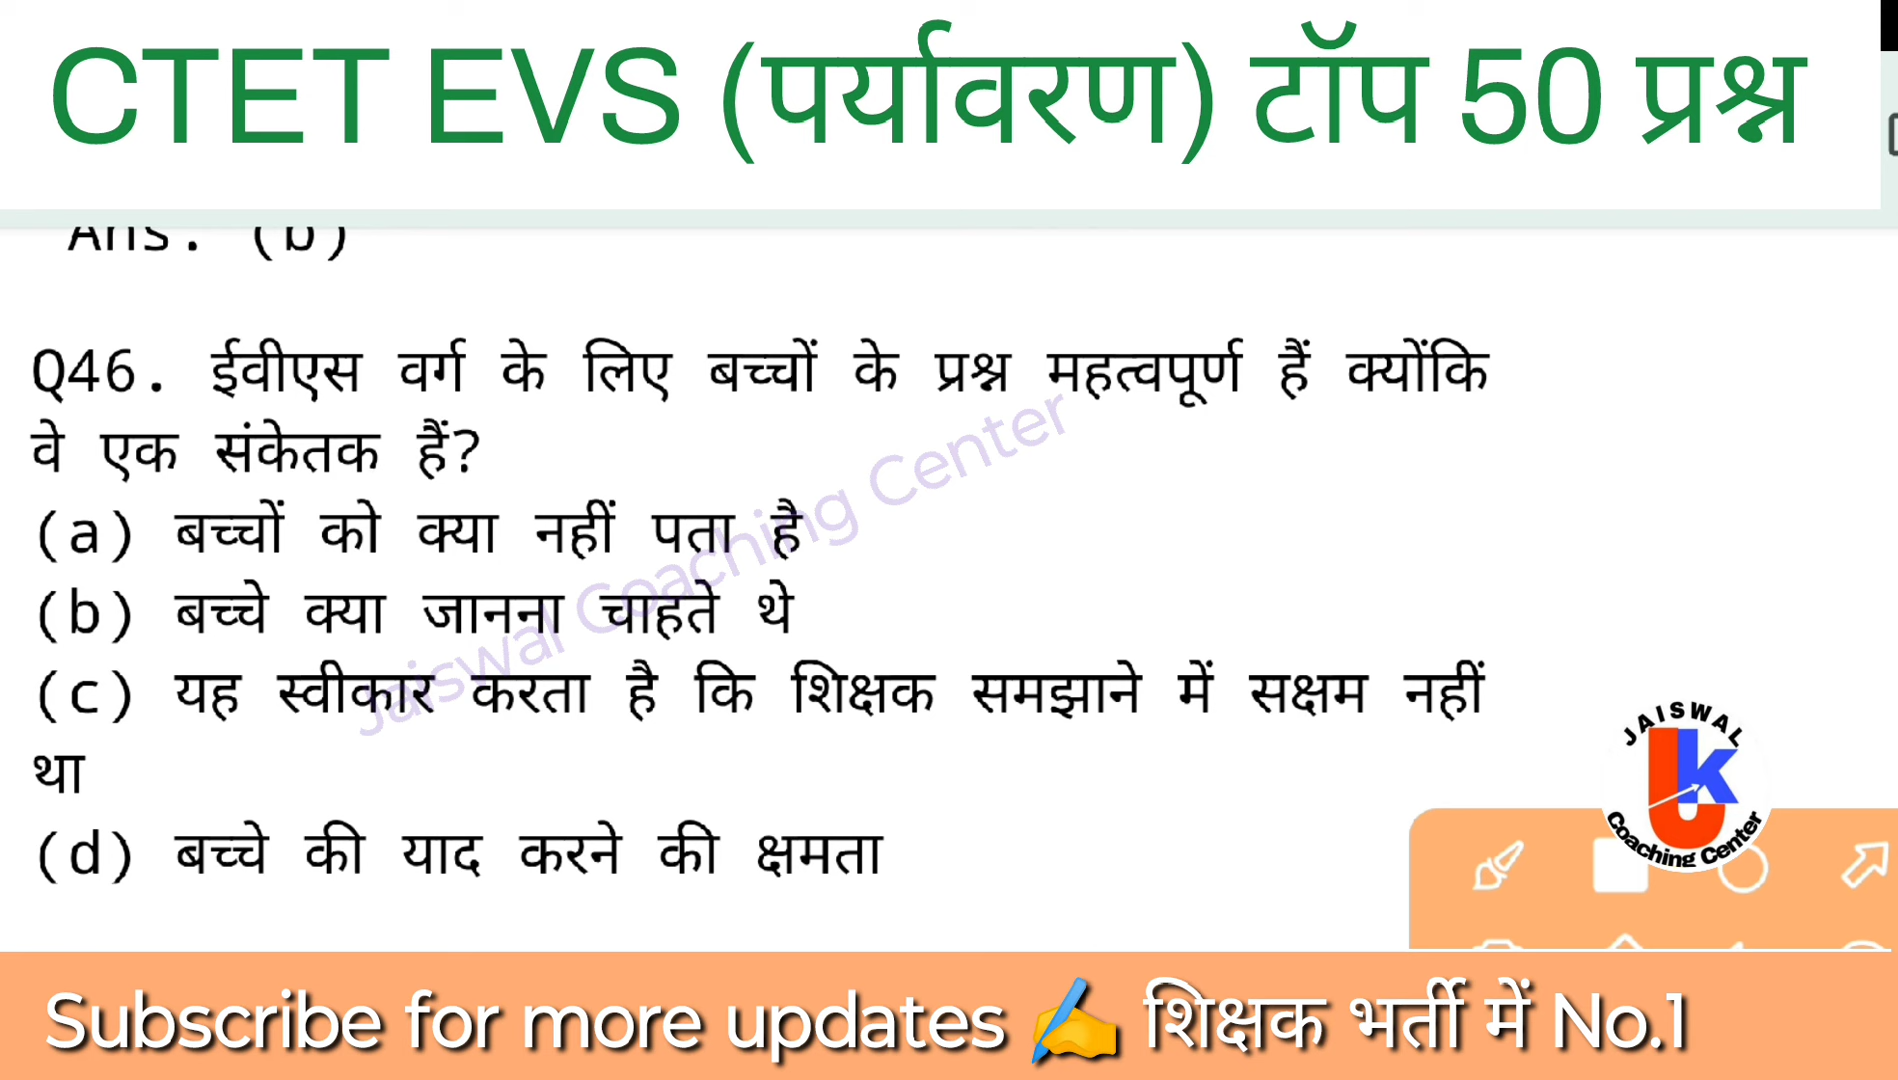 CTET EVS (पर्यावरण) टॉप 50 प्रश्न
Ans. (b)
Q46. ईवीएस वर्ग के लिए बच्चों के प्रश्न महत्वपूर्ण हैं क्योंकि
वे एक संकेतक हैं?
(a) बच्चों को क्या नहीं पता है
(b) बच्चे क्या जानना चाहते थे
(c) यह स्वीकार करता है कि शिक्षक समझाने में सक्षम नहीं
था
(d) बच्चे की याद करने की क्षमता
Jaiswal Coaching Center
JAISWAL
JK
Coaching Center
Subscribe for more updates ✍️ शिक्षक भर्ती में No.1